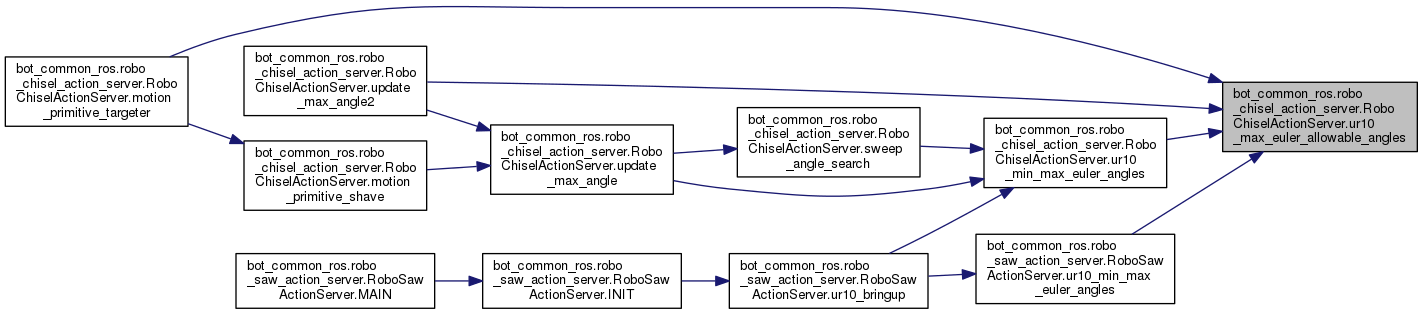 bot_common_ros.robo
_chisel_action_server.Robo
ChiselActionServer.motion
_primitive_targeter
bot_common_ros.robo
_chisel_action_server.Robo
ChiselActionServer.update
_max_angle2
bot_common_ros.robo
_chisel_action_server.Robo
ChiselActionServer.motion
_primitive_shave
bot_common_ros.robo
_chisel_action_server.Robo
ChiselActionServer.update
_max_angle
bot_common_ros.robo
_chisel_action_server.Robo
ChiselActionServer.sweep
_angle_search
bot_common_ros.robo
_chisel_action_server.Robo
ChiselActionServer.ur10
_min_max_euler_angles
bot_common_ros.robo
_chisel_action_server.Robo
ChiselActionServer.ur10
_max_euler_allowable_angles
bot_common_ros.robo
_saw_action_server.RoboSaw
ActionServer.MAIN
bot_common_ros.robo
_saw_action_server.RoboSaw
ActionServer.INIT
bot_common_ros.robo
_saw_action_server.RoboSaw
ActionServer.ur10_bringup
bot_common_ros.robo
_saw_action_server.RoboSaw
ActionServer.ur10_min_max
_euler_angles